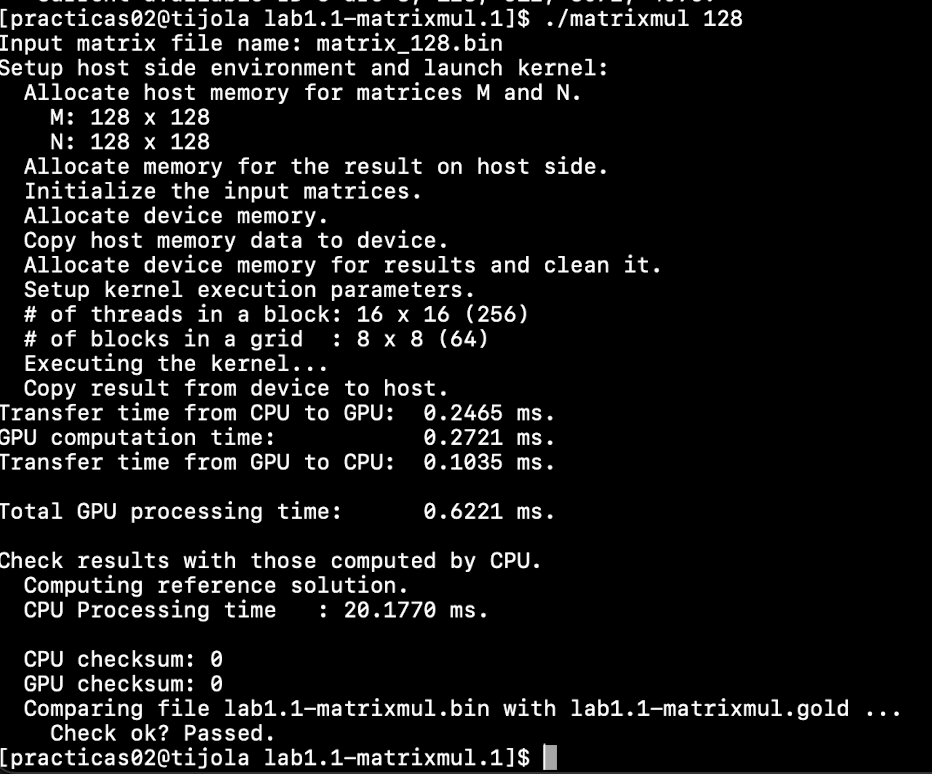 [practicas02@tijola lab1.1-matrixmul.1]$ ./matrixmul 128
Input matrix file name: matrix_128.bin
Setup host side environment and launch kernel:
  Allocate host memory for matrices M and N.
    M: 128 x 128
    N: 128 x 128
  Allocate memory for the result on host side.
  Initialize the input matrices.
  Allocate device memory.
  Copy host memory data to device.
  Allocate device memory for results and clean it.
  Setup kernel execution parameters.
  # of threads in a block: 16 x 16 (256)
  # of blocks in a grid  : 8 x 8 (64)
  Executing the kernel...
  Copy result from device to host.
Transfer time from CPU to GPU:  0.2465 ms.
GPU computation time:           0.2721 ms.
Transfer time from GPU to CPU:  0.1035 ms.

Total GPU processing time:      0.6221 ms.

Check results with those computed by CPU.
  Computing reference solution.
  CPU Processing time   : 20.1770 ms.

  CPU checksum: 0
  GPU checksum: 0
  Comparing file lab1.1-matrixmul.bin with lab1.1-matrixmul.gold ...
    Check ok? Passed.
[practicas02@tijola lab1.1-matrixmul.1]$